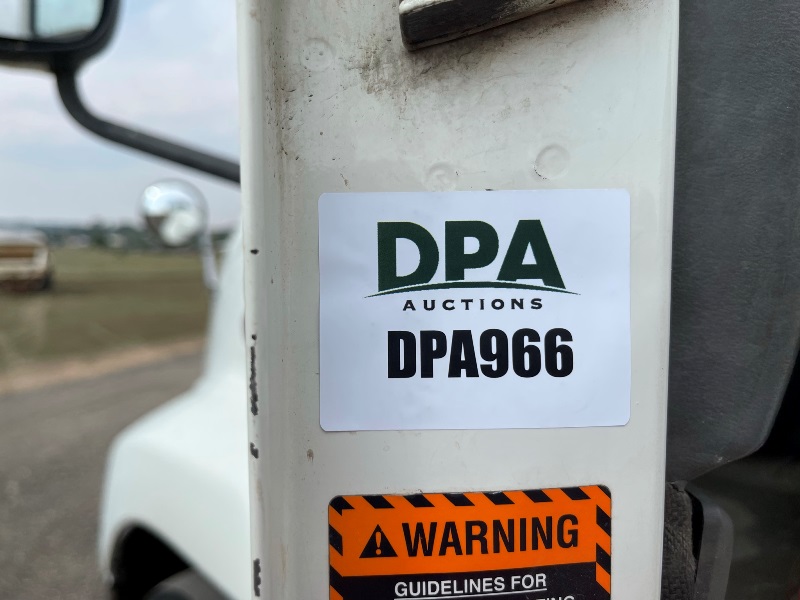 DPA
AUCTIONS
DPA966
WARNING
GUIDELINES FOR